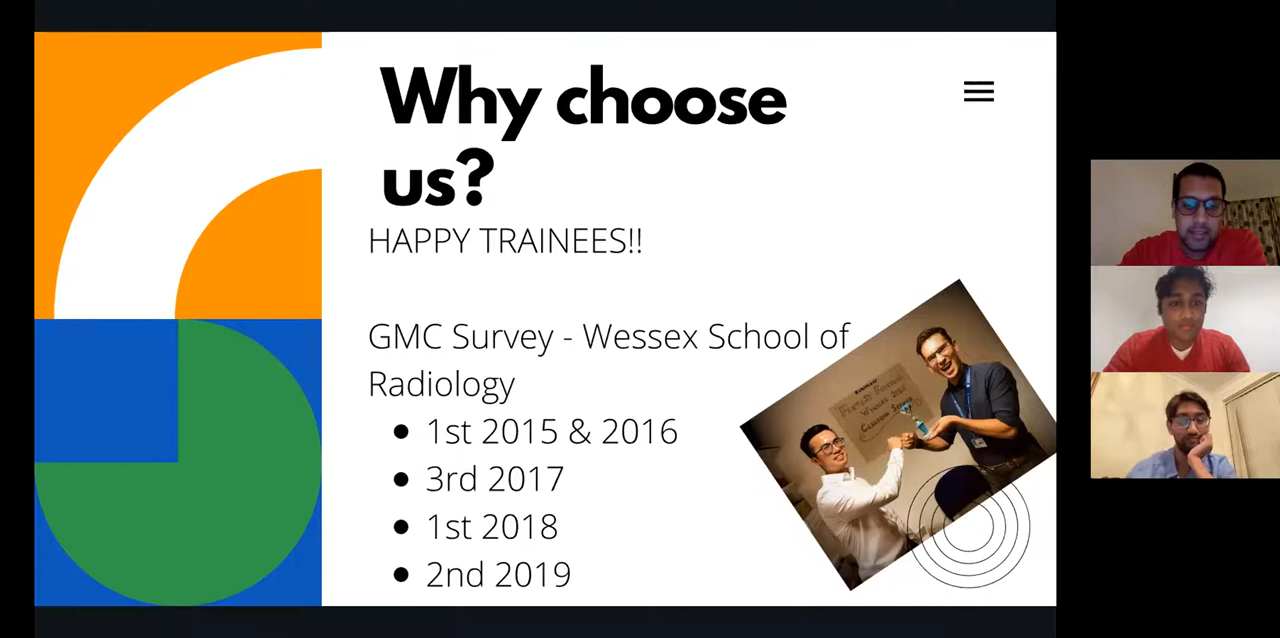 Why choose
us?
HAPPY TRAINEES!!
GMC Survey - Wessex School of
Radiology
• 1st 2015 & 2016
• 3rd 2017
• 1st 2018
• 2nd 2019